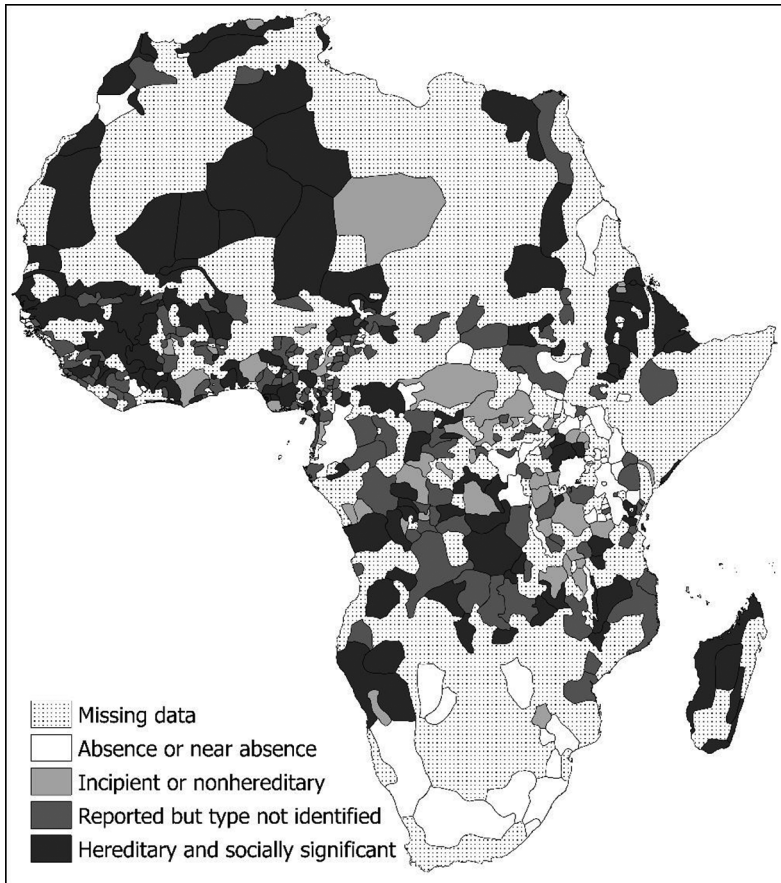 Missing data
Absence or near absence
Incipient or nonhereditary
Reported but type not identified
Hereditary and socially significant